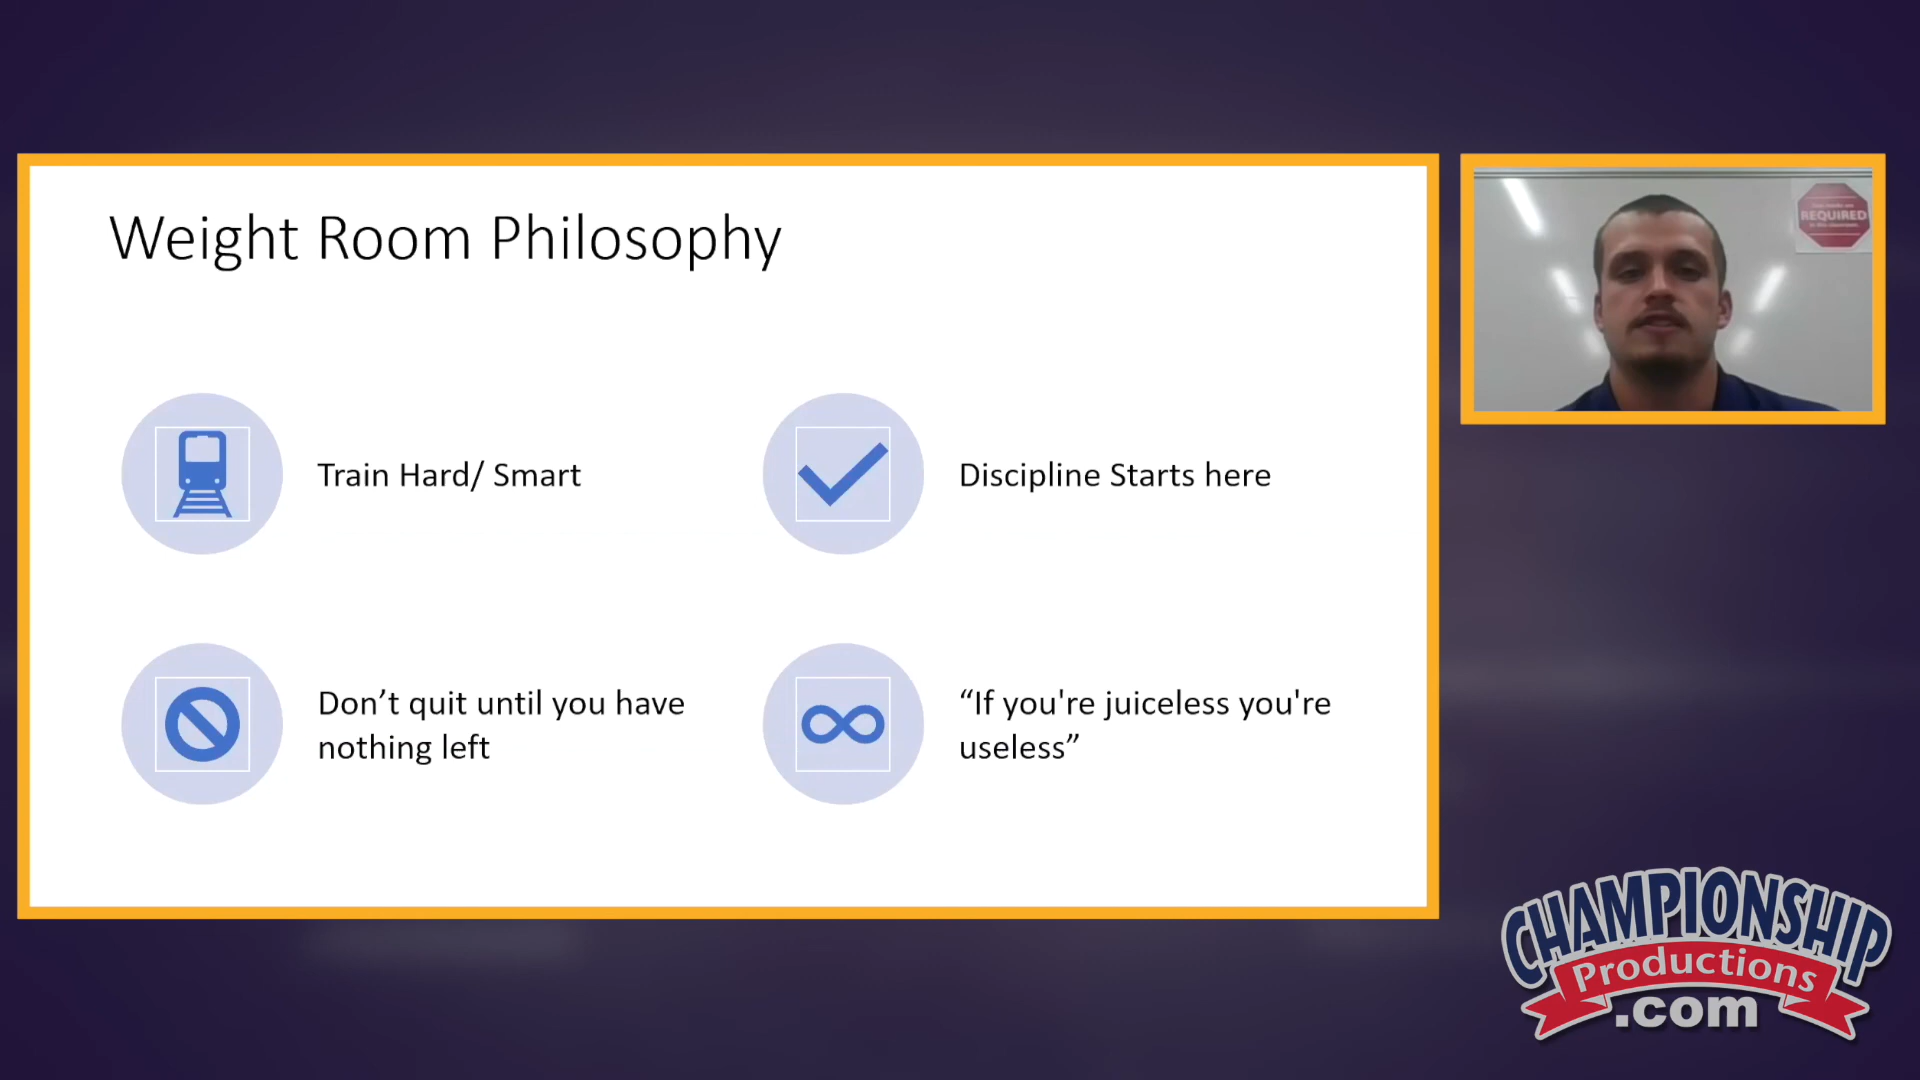 Weight Room Philosophy
Train Hard/ Smart
Discipline Starts here
Don’t quit until you have
nothing left
“If you're juiceless you're
useless”
REQUIRED
CHAMPIONSHIP
Productions
.com